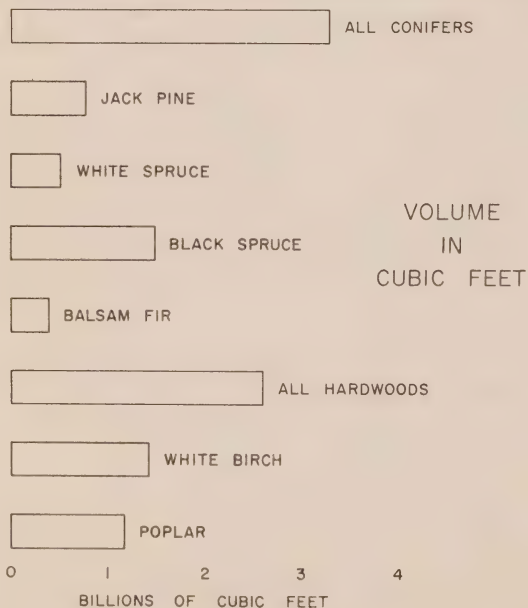 ALL CONIFERS
JACK PINE
WHITE SPRUCE
VOLUME
IN
CUBIC FEET
BLACK SPRUCE
BALSAM FIR
ALL HARDWOODS
WHITE BIRCH
POPLAR
0 1 2 3 4
BILLIONS OF CUBIC FEET